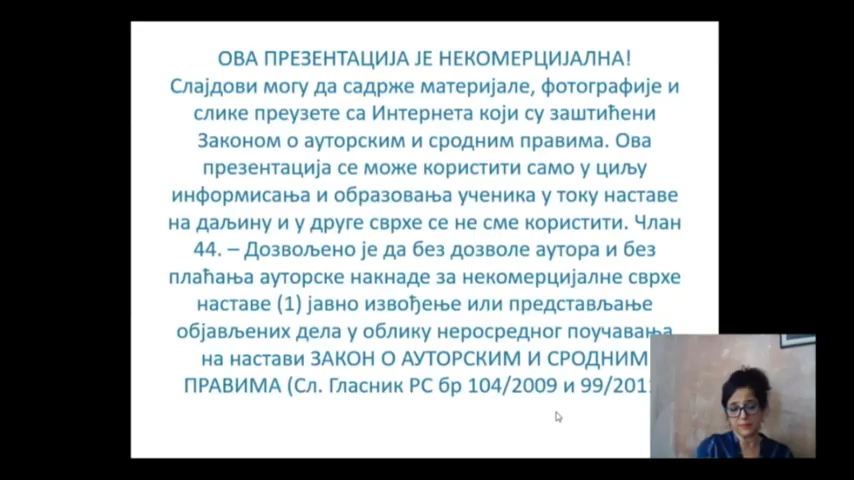 ОВА ПРЕЗЕНТАЦИЈА ЈЕ НЕКОМЕРЦИЈАЛНА!
Слајдови могу да садрже материјале, фотографије и
слике преузете са Интернета који су заштићени
Законом о ауторским и сродним правима. Ова
презентација се може користити само у циљу
информисања и образовања ученика у току наставе
на даљину и у друге сврхе се не сме користити. Члан
44. – Дозвољено је да без дозволе аутора и без
плаћања ауторске накнаде за некомерцијалне сврхе
наставе (1) јавно извођење или представљање
објављених дела у облику неросредног поучавања
на настави ЗАКОН О АУТОРСКИМ И СРОДНИМ
ПРАВИМА (Сл. Гласник РС бр 104/2009 и